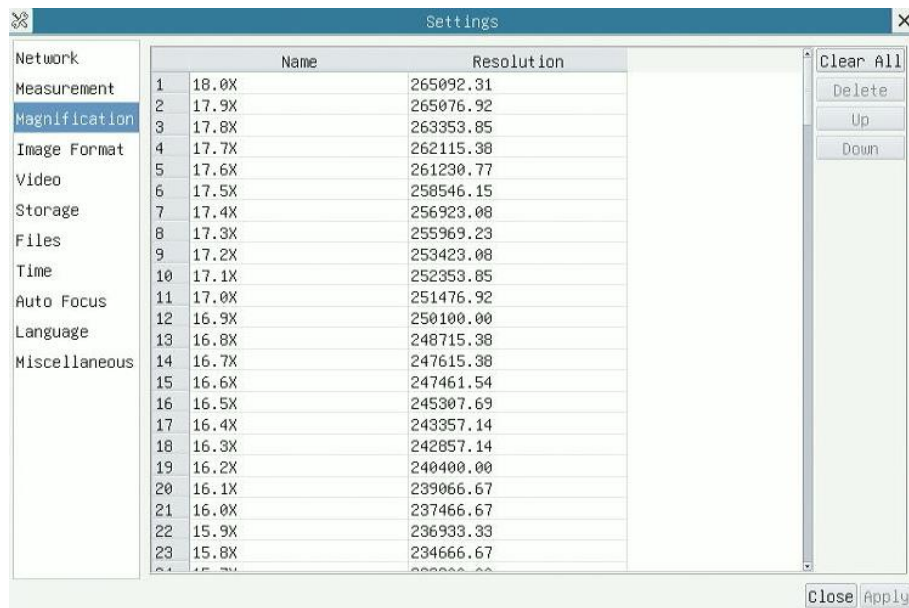 Settings
Network
Measurement
Magnification
Image Format
Video
Storage
Files
Time
Auto Focus
Language
Miscellaneous
Name Resolution
1 18.0X 265092.31
2 17.9X 265076.92
3 17.8X 263353.85
4 17.7X 262115.38
5 17.6X 261230.77
6 17.5X 258546.15
7 17.4X 256923.08
8 17.3X 255969.23
9 17.2X 253423.08
10 17.1X 252353.85
11 17.0X 251476.92
12 16.9X 250100.00
13 16.8X 248715.38
14 16.7X 247615.38
15 16.6X 247461.54
16 16.5X 245307.69
17 16.4X 243357.14
18 16.3X 242857.14
19 16.2X 240400.00
20 16.1X 239066.67
21 16.0X 237466.67
22 15.9X 236933.33
23 15.8X 234666.67
Clear All
Delete
Up
Down
Close Apply